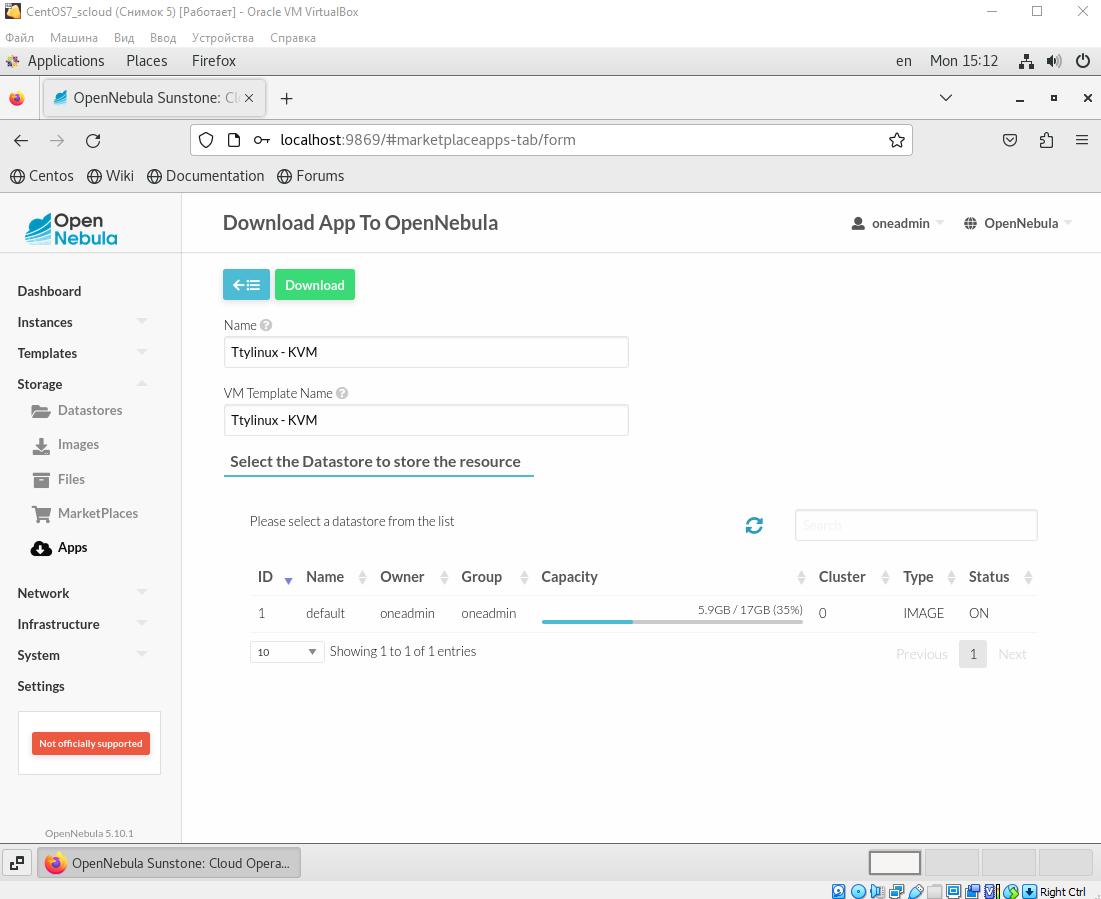 CentOS7_scloud (Снимок 5) [Работает] - Oracle VM VirtualBox
Файл Машина Вид Ввод Устройства Справка
Applications Places Firefox en Mon 15:12
OpenNebula Sunstone: Cl
localhost:9869/#marketplaceapps-tab/form
Centos Wiki Documentation Forums
Open Nebula
Download App To OpenNebula
oneadmin OpenNebula
Dashboard
Instances
Templates
Storage
Datastores
Images
Files
MarketPlaces
Apps
Network
Infrastructure
System
Settings
Not officially supported
OpenNebula 5.10.1
Download
Name
Ttylinux - KVM
VM Template Name
Ttylinux - KVM
Select the Datastore to store the resource
Please select a datastore from the list
Search
ID Name Owner Group Capacity Cluster Type Status
1 default oneadmin oneadmin 5.9GB / 17GB (35%) 0 IMAGE ON
10 Showing 1 to 1 of 1 entries
Previous 1 Next
OpenNebula Sunstone: Cloud Opera...
Right Ctrl